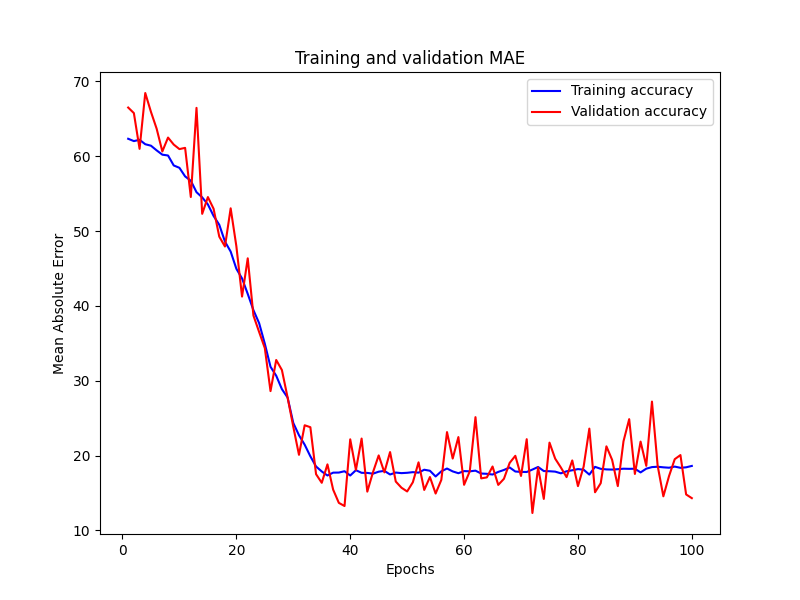 Training and validation MAE
Training accuracy
Validation accuracy
Mean Absolute Error
70
60
50
40
30
20
10
0
20
40
60
80
100
Epochs